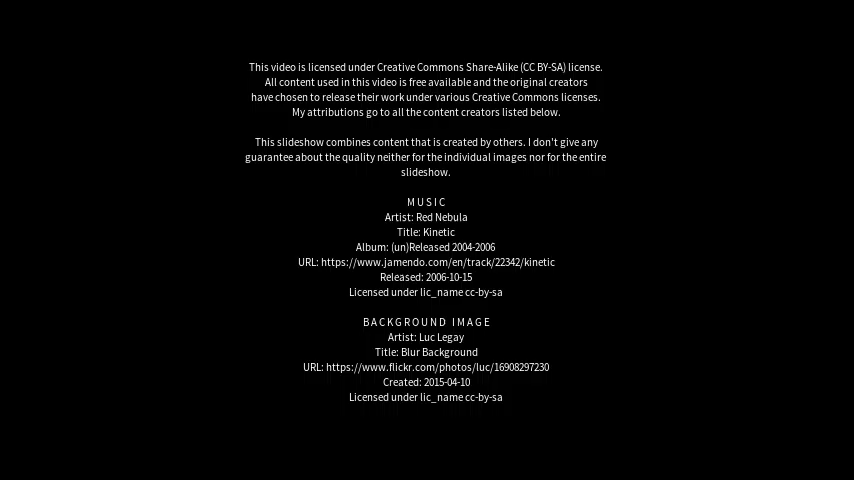 This video is licensed under Creative Commons Share-Alike (CC BY-SA) license.
All content used in this video is free available and the original creators
have chosen to release their work under various Creative Commons licenses.
My attributions go to all the content creators listed below.
This slideshow combines content that is created by others. I don't give any
guarantee about the quality neither for the individual images nor for the entire
slideshow.
MUSIC
Artist: Red Nebula
Title: Kinetic
Album: (un)Released 2004-2006
URL: https://www.jamendo.com/en/track/22342/kinetic
Released: 2006-10-15
Licensed under lic_name cc-by-sa
BACKGROUND IMAGE
Artist: Luc Legay
Title: Blur Background
URL: https://www.flickr.com/photos/luc/16908297230
Created: 2015-04-10
Licensed under lic_name cc-by-sa